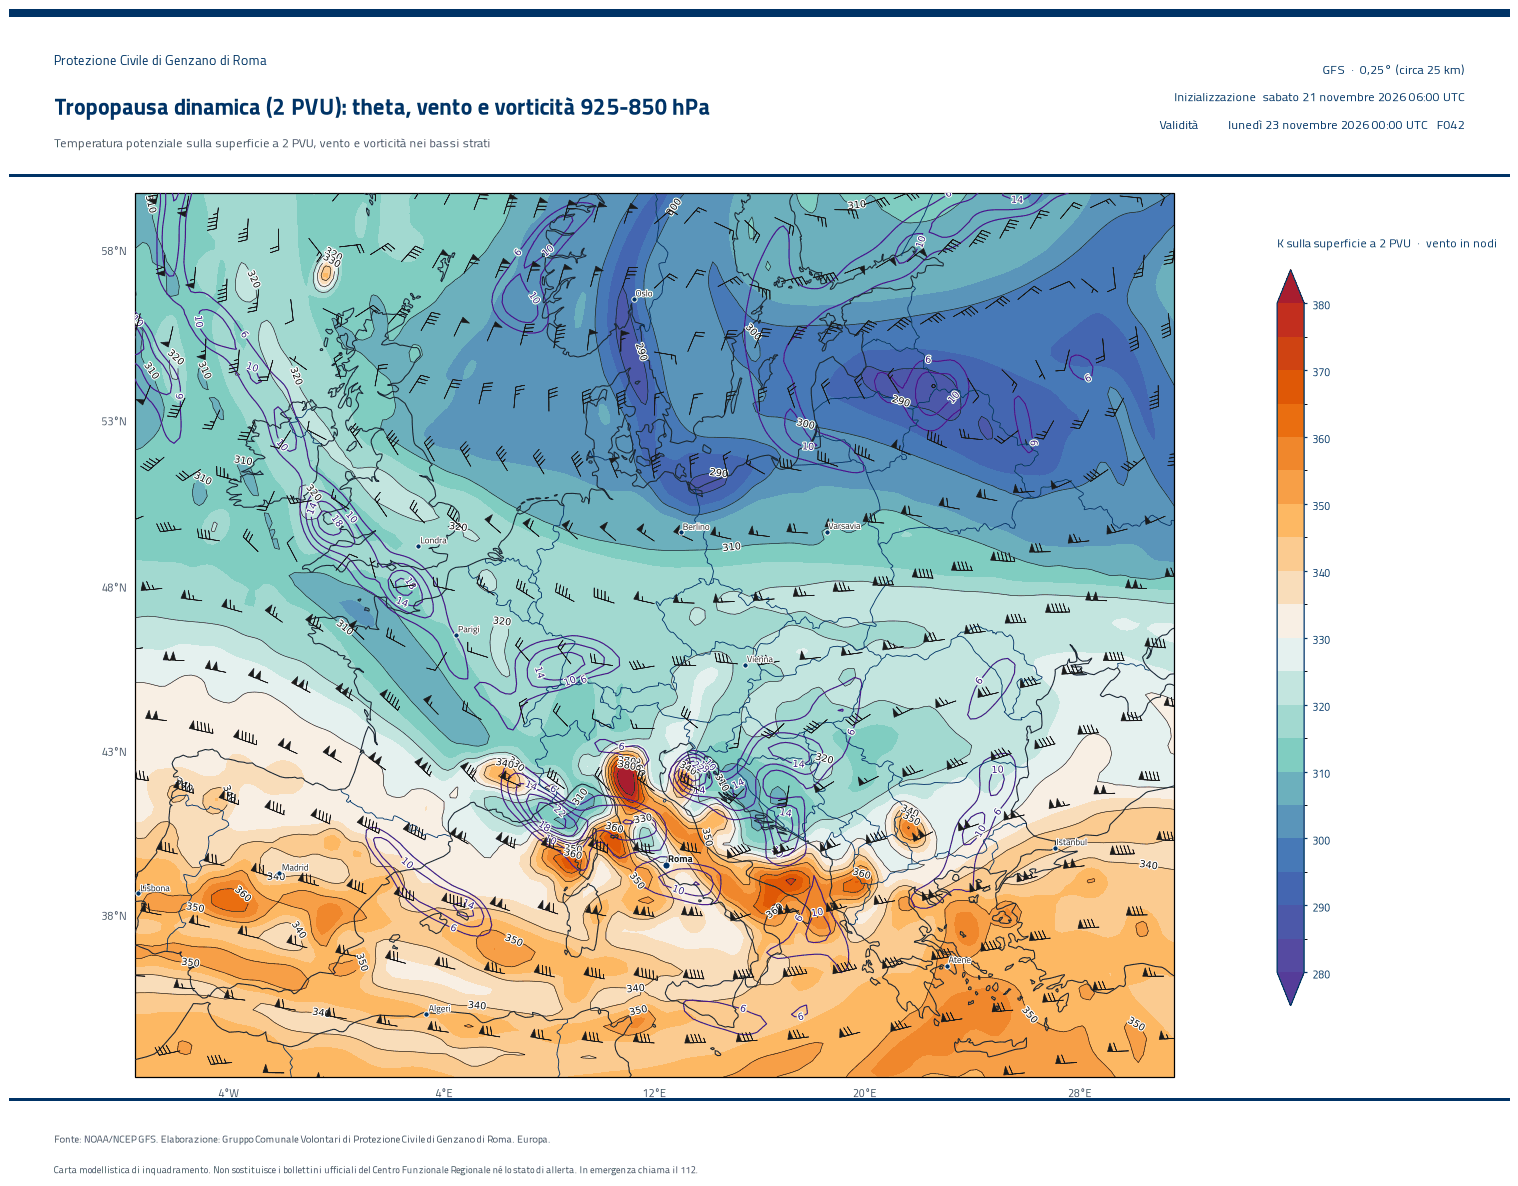 Protezione Civile di Genzano di Roma
Tropopausa dinamica (2 PVU): theta, vento e vorticità 925-850 hPa
Temperatura potenziale sulla superficie a 2 PVU, vento e vorticità nei bassi strati
GFS · 0,25° (circa 25 km)
Inizializzazione sabato 21 novembre 2026 06:00 UTC
Validità lunedì 23 novembre 2026 00:00 UTC F042
K sulla superficie a 2 PVU · vento in nodi
380
370
360
350
340
330
320
310
300
290
280
58°N
53°N
48°N
43°N
38°N
4°W
4°E
12°E
20°E
28°E
Oslo
Berlino
Varsavia
Londra
Parigi
Vienna
Roma
Madrid
Lisbona
Istanbul
Atene
Algeri
Fonte: NOAA/NCEP GFS. Elaborazione: Gruppo Comunale Volontari di Protezione Civile di Genzano di Roma. Europa.
Carta modellistica di inquadramento. Non sostituisce i bollettini ufficiali del Centro Funzionale Regionale né lo stato di allerta. In emergenza chiama il 112.